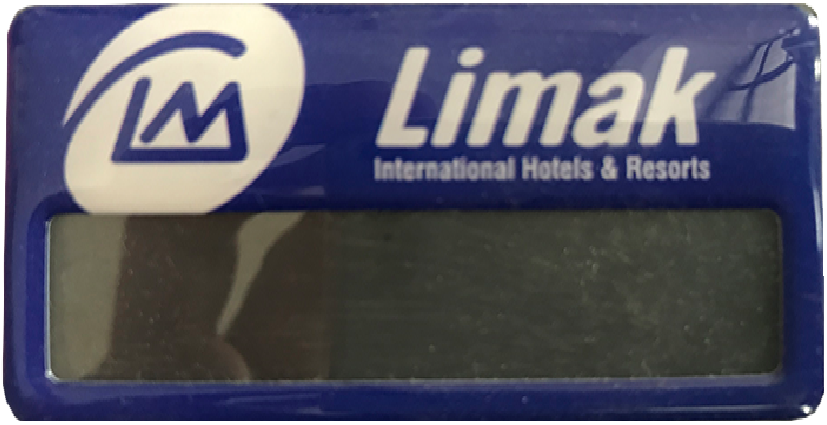 LM
Limak
International Hotels & Resorts